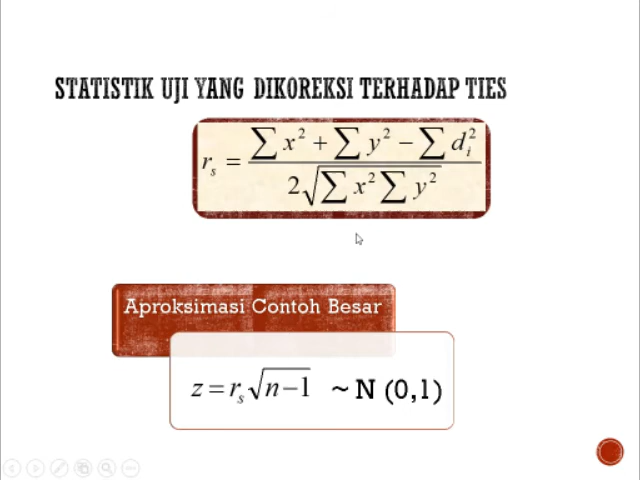 STATISTIK UJI YANG DIKOREKSI TERHADAP TIES
r_s = (∑x² + ∑y² − ∑d_i²) / (2√(∑x²∑y²))
Aproksimasi Contoh Besar
z = r_s√(n−1) ~ N (0,1)